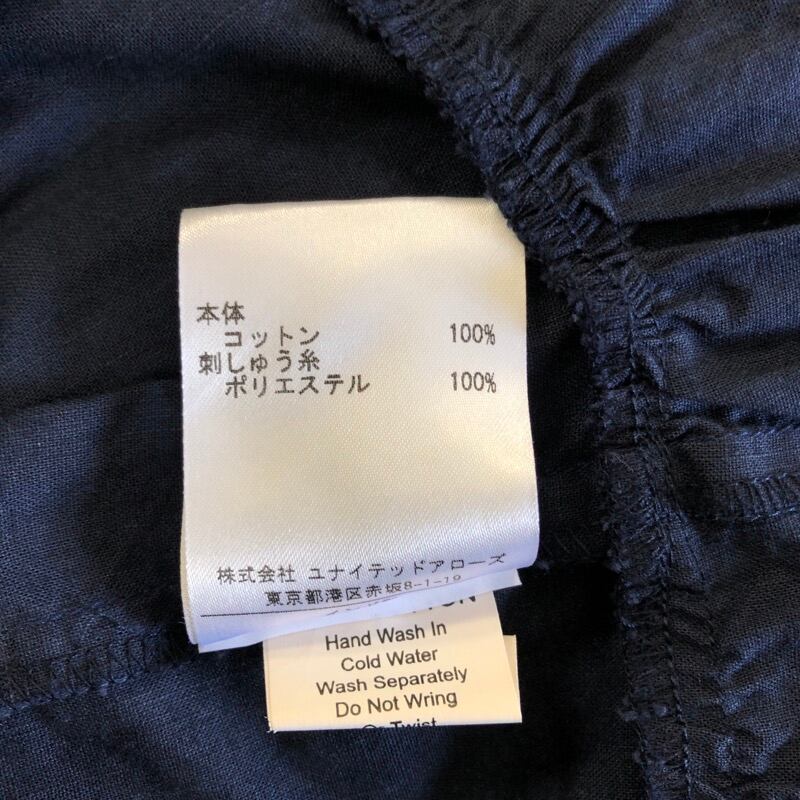 本体
コットン 100%
刺しゅう糸
ポリエステル 100%
株式会社 ユナイテッドアローズ
東京都港区赤坂8-1-19
Hand Wash In
Cold Water
Wash Separately
Do Not Wring
Or Twist